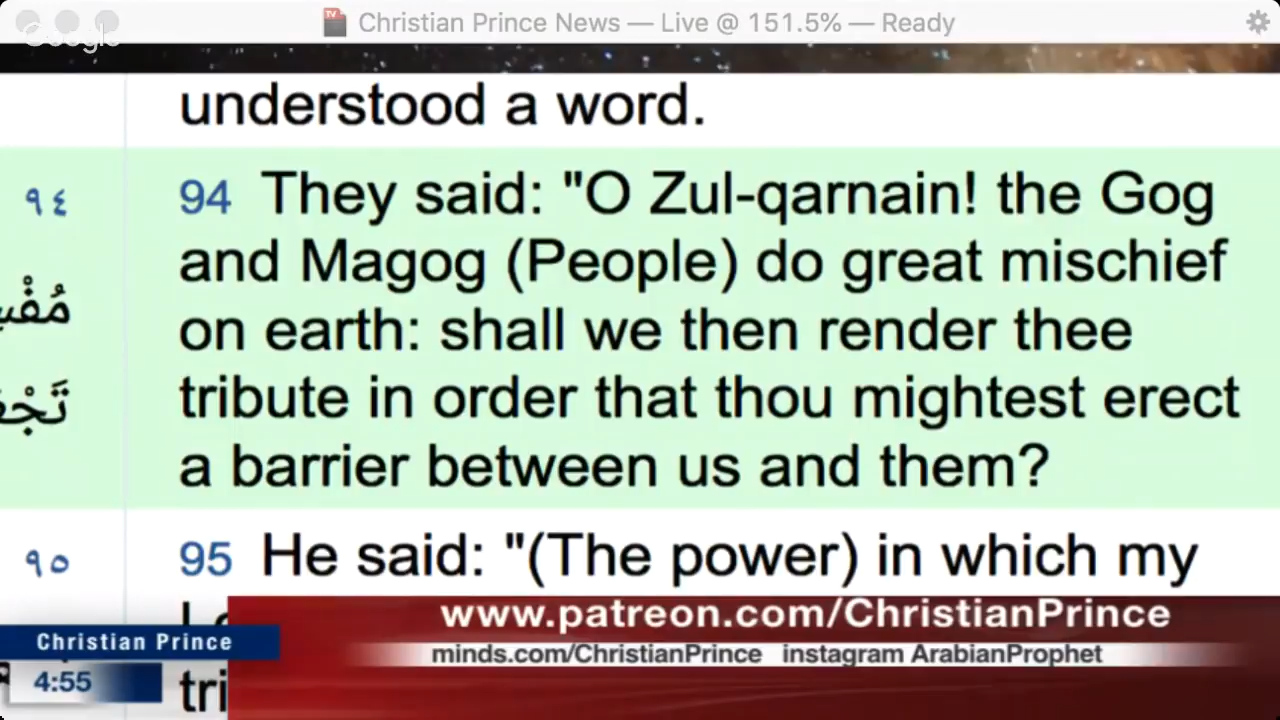 Christian Prince News — Live @ 151.5% — Ready
Google
understood a word.
٩٤
94 They said: "O Zul-qarnain! the Gog
and Magog (People) do great mischief
on earth: shall we then render thee
tribute in order that thou mightest erect
a barrier between us and them?
٩٥
95 He said: "(The power) in which my
tri
www.patreon.com/ChristianPrince
Christian Prince
minds.com/ChristianPrince instagram ArabianProphet
4:55